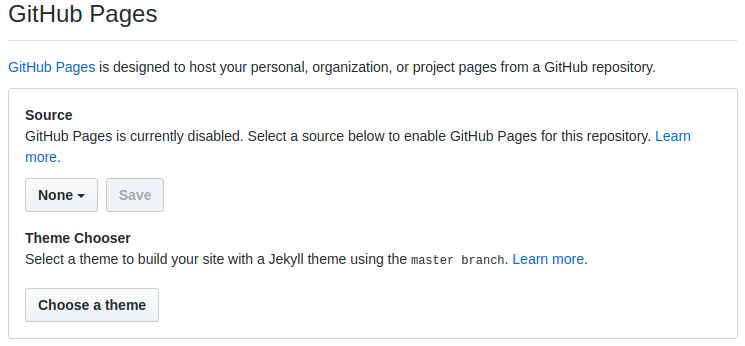 GitHub Pages
GitHub Pages is designed to host your personal, organization, or project pages from a GitHub repository.
Source
GitHub Pages is currently disabled. Select a source below to enable GitHub Pages for this repository. Learn
more.
None Save
Theme Chooser
Select a theme to build your site with a Jekyll theme using the master branch. Learn more.
Choose a theme